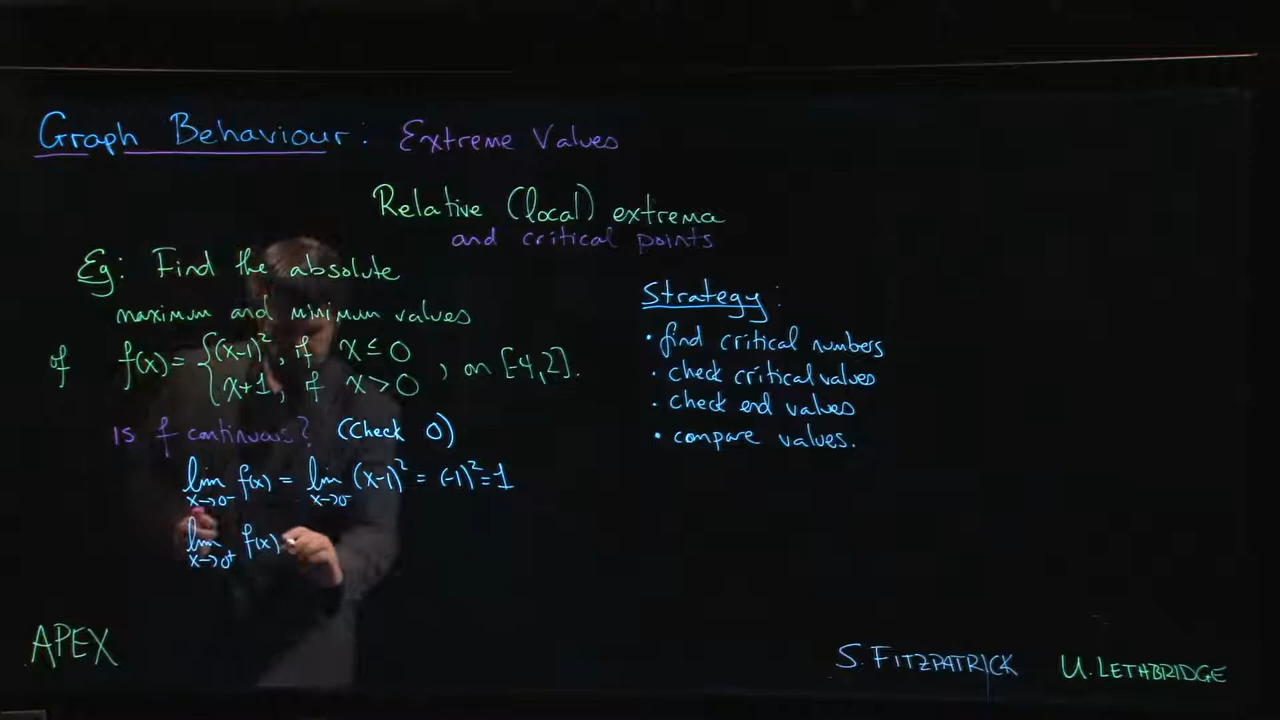 Graph Behaviour: Extreme Values
Relative (local) extrema
and critical points
Eg: Find the absolute
maximum and minimum values
of f(x) = { (x-1)², if x ≤ 0
x+1, if x > 0 , on [-4,2].
Is f continuous? (Check 0)
lim x→0⁻ f(x) = lim x→0⁻ (x-1)² = (-1)² = 1
lim x→0⁺ f(x)
Strategy:
• find critical numbers
• check critical values
• check end values
• compare values.
APEX
S. FITZPATRICK U. LETHBRIDGE